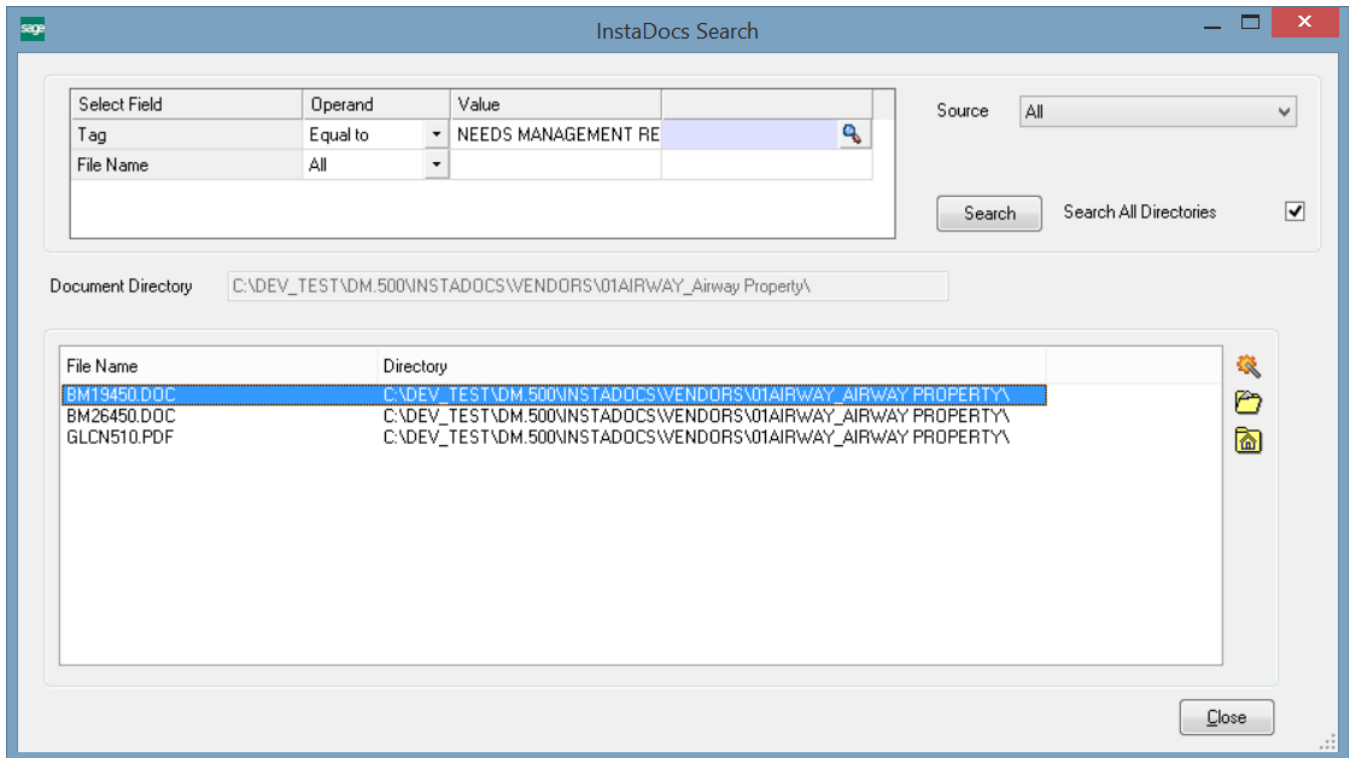 sage InstaDocs Search
Select Field Operand Value
Tag Equal to NEEDS MANAGEMENT RE
File Name All
Source All
Search Search All Directories
Document Directory C:\DEV_TEST\DM.500\INSTADOCS\VENDORS\01AIRWAY_Airway Property\
File Name Directory
BM19450.DOC C:\DEV_TEST\DM.500\INSTADOCS\VENDORS\01AIRWAY_AIRWAY PROPERTY\
BM26450.DOC C:\DEV_TEST\DM.500\INSTADOCS\VENDORS\01AIRWAY_AIRWAY PROPERTY\
GLCN510.PDF C:\DEV_TEST\DM.500\INSTADOCS\VENDORS\01AIRWAY_AIRWAY PROPERTY\
Close